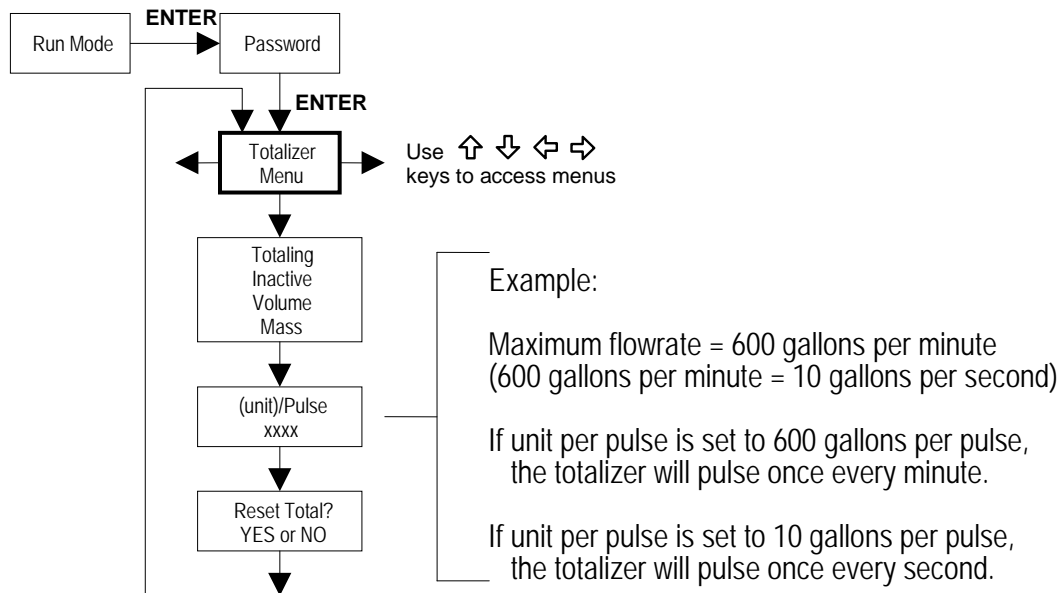 ENTER
Run Mode
Password
ENTER
Totalizer
Menu
Use ⇧ ⇩ ⇦ ⇨
keys to access menus
Totaling
Inactive
Volume
Mass
(unit)/Pulse
xxxx
Reset Total?
YES or NO
Example:
Maximum flowrate = 600 gallons per minute
(600 gallons per minute = 10 gallons per second)
If unit per pulse is set to 600 gallons per pulse,
the totalizer will pulse once every minute.
If unit per pulse is set to 10 gallons per pulse,
the totalizer will pulse once every second.